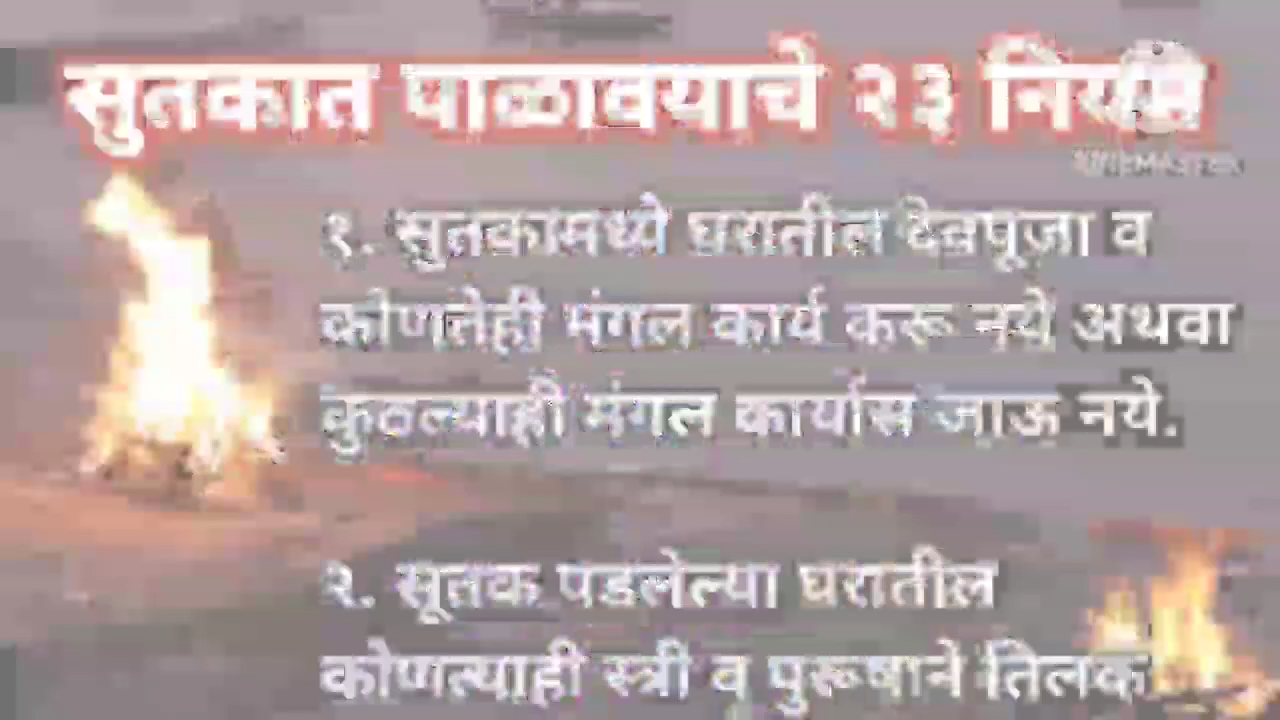 सुतकात पाळावयाचे २३ नियम
KINEMASTER
१. सुतकामध्ये घरातील देवपूजा व
कोणतेही मंगल कार्य करू नये अथवा
कुठल्याही मंगल कार्यास जाऊ नये.
२. सूतक पडलेल्या घरातील
कोणत्याही स्त्री व पुरूषाने तिलक